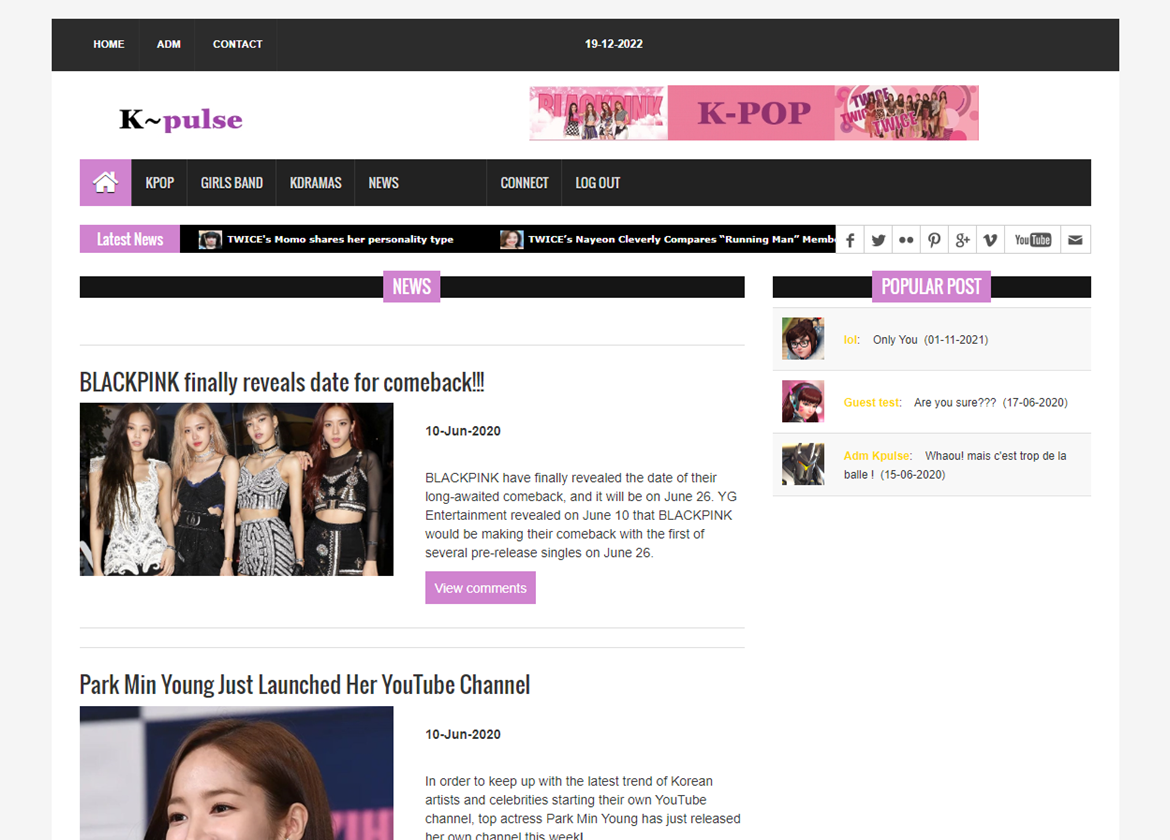 HOME ADM CONTACT 19-12-2022
K~pulse
BLACKPINK K-POP TWICE TWICE TWICE TWICE
KPOP GIRLS BAND KDRAMAS NEWS CONNECT LOG OUT
Latest News TWICE's Momo shares her personality type TWICE's Nayeon Cleverly Compares “Running Man” Memb
You Tube
NEWS
POPULAR POST
lol: Only You (01-11-2021)
Guest test: Are you sure??? (17-06-2020)
Adm Kpulse: Whaou! mais c'est trop de la
balle ! (15-06-2020)
BLACKPINK finally reveals date for comeback!!!
10-Jun-2020
BLACKPINK have finally revealed the date of their
long-awaited comeback, and it will be on June 26. YG
Entertainment revealed on June 10 that BLACKPINK
would be making their comeback with the first of
several pre-release singles on June 26.
View comments
Park Min Young Just Launched Her YouTube Channel
10-Jun-2020
In order to keep up with the latest trend of Korean
artists and celebrities starting their own YouTube
channel, top actress Park Min Young has just released
her own channel this week!